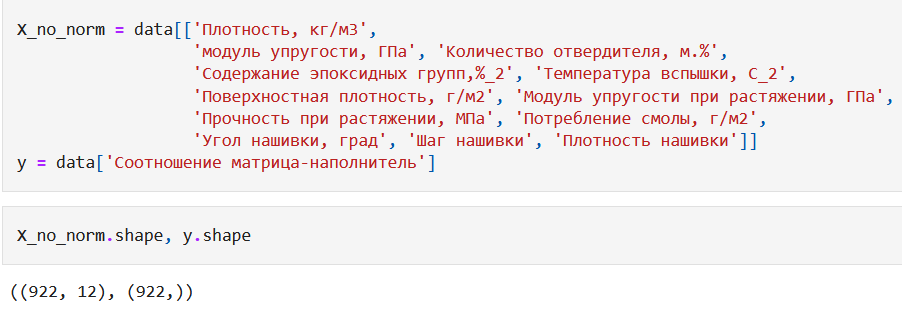 X_no_norm = data[['Плотность, кг/м3',
'модуль упругости, ГПа', 'Количество отвердителя, м.%',
'Содержание эпоксидных групп,%_2', 'Температура вспышки, С_2',
'Поверхностная плотность, г/м2', 'Модуль упругости при растяжении, ГПа',
'Прочность при растяжении, МПа', 'Потребление смолы, г/м2',
'Угол нашивки, град', 'Шаг нашивки', 'Плотность нашивки']]
y = data['Соотношение матрица-наполнитель']
X_no_norm.shape, y.shape
((922, 12), (922,))